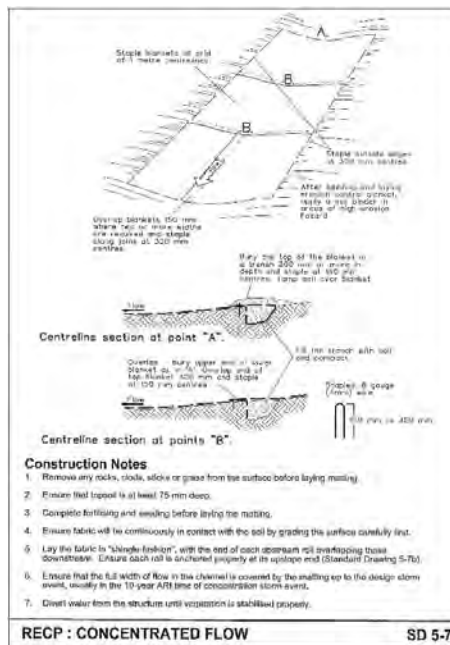 A.
Staple blankets at grid
of 1 metre
B.
B.
Staple outside edges
at 300 mm
centres.
After seeding and laying
erosion control blanket,
apply a
binder in
areas of high erosion
hazard
Overlap blankets 150 mm
where two or more widths
are required and staple
along joints at 300 mm
centres.
Bury the top of the blanket in
a trench 200 mm or more in
depth and staple at 150 mm
centres. Tamp soil over blanket
Flow
Centreline section at point "A".
Fill the trench with soil
and compact.
Overlap - Bury upper end of lower
blanket as in 'A'. Overlap end of
top blanket 300 mm and staple
at 150 mm centres
Flow
Staples: 8 gauge
(4mm) wire
Centreline section at points "B".
Construction Notes
1. Remove any rocks, clods, sticks or grass from the surface before laying matting.
2. Ensure that topsoil is at least 75 mm deep.
3. Complete fertilising and seeding before laying the matting.
4. Ensure fabric will be continuously in contact with the soil by grading the surface carefully first.
5. Lay the fabric in "shingle-fashion", with the end of each upstream roll overlapping those
downstream. Ensure each roll is anchored properly at its upslope end (Standard Drawing 5-7b).
6. Ensure that the full width of flow in the channel is covered by the matting up to the design storm
event, usually in the 10-year ARI time of concentration storm event.
7. Divert water from the structure until vegetation is stabilised properly.
RECP : CONCENTRATED FLOW
SD 5-7